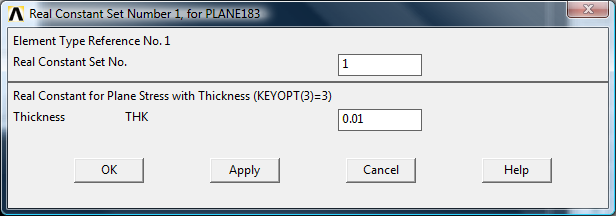 Real Constant Set Number 1, for PLANE183
Element Type Reference No. 1
Real Constant Set No. 1
Real Constant for Plane Stress with Thickness (KEYOPT(3)=3)
Thickness THK 0.01
OK Apply Cancel Help